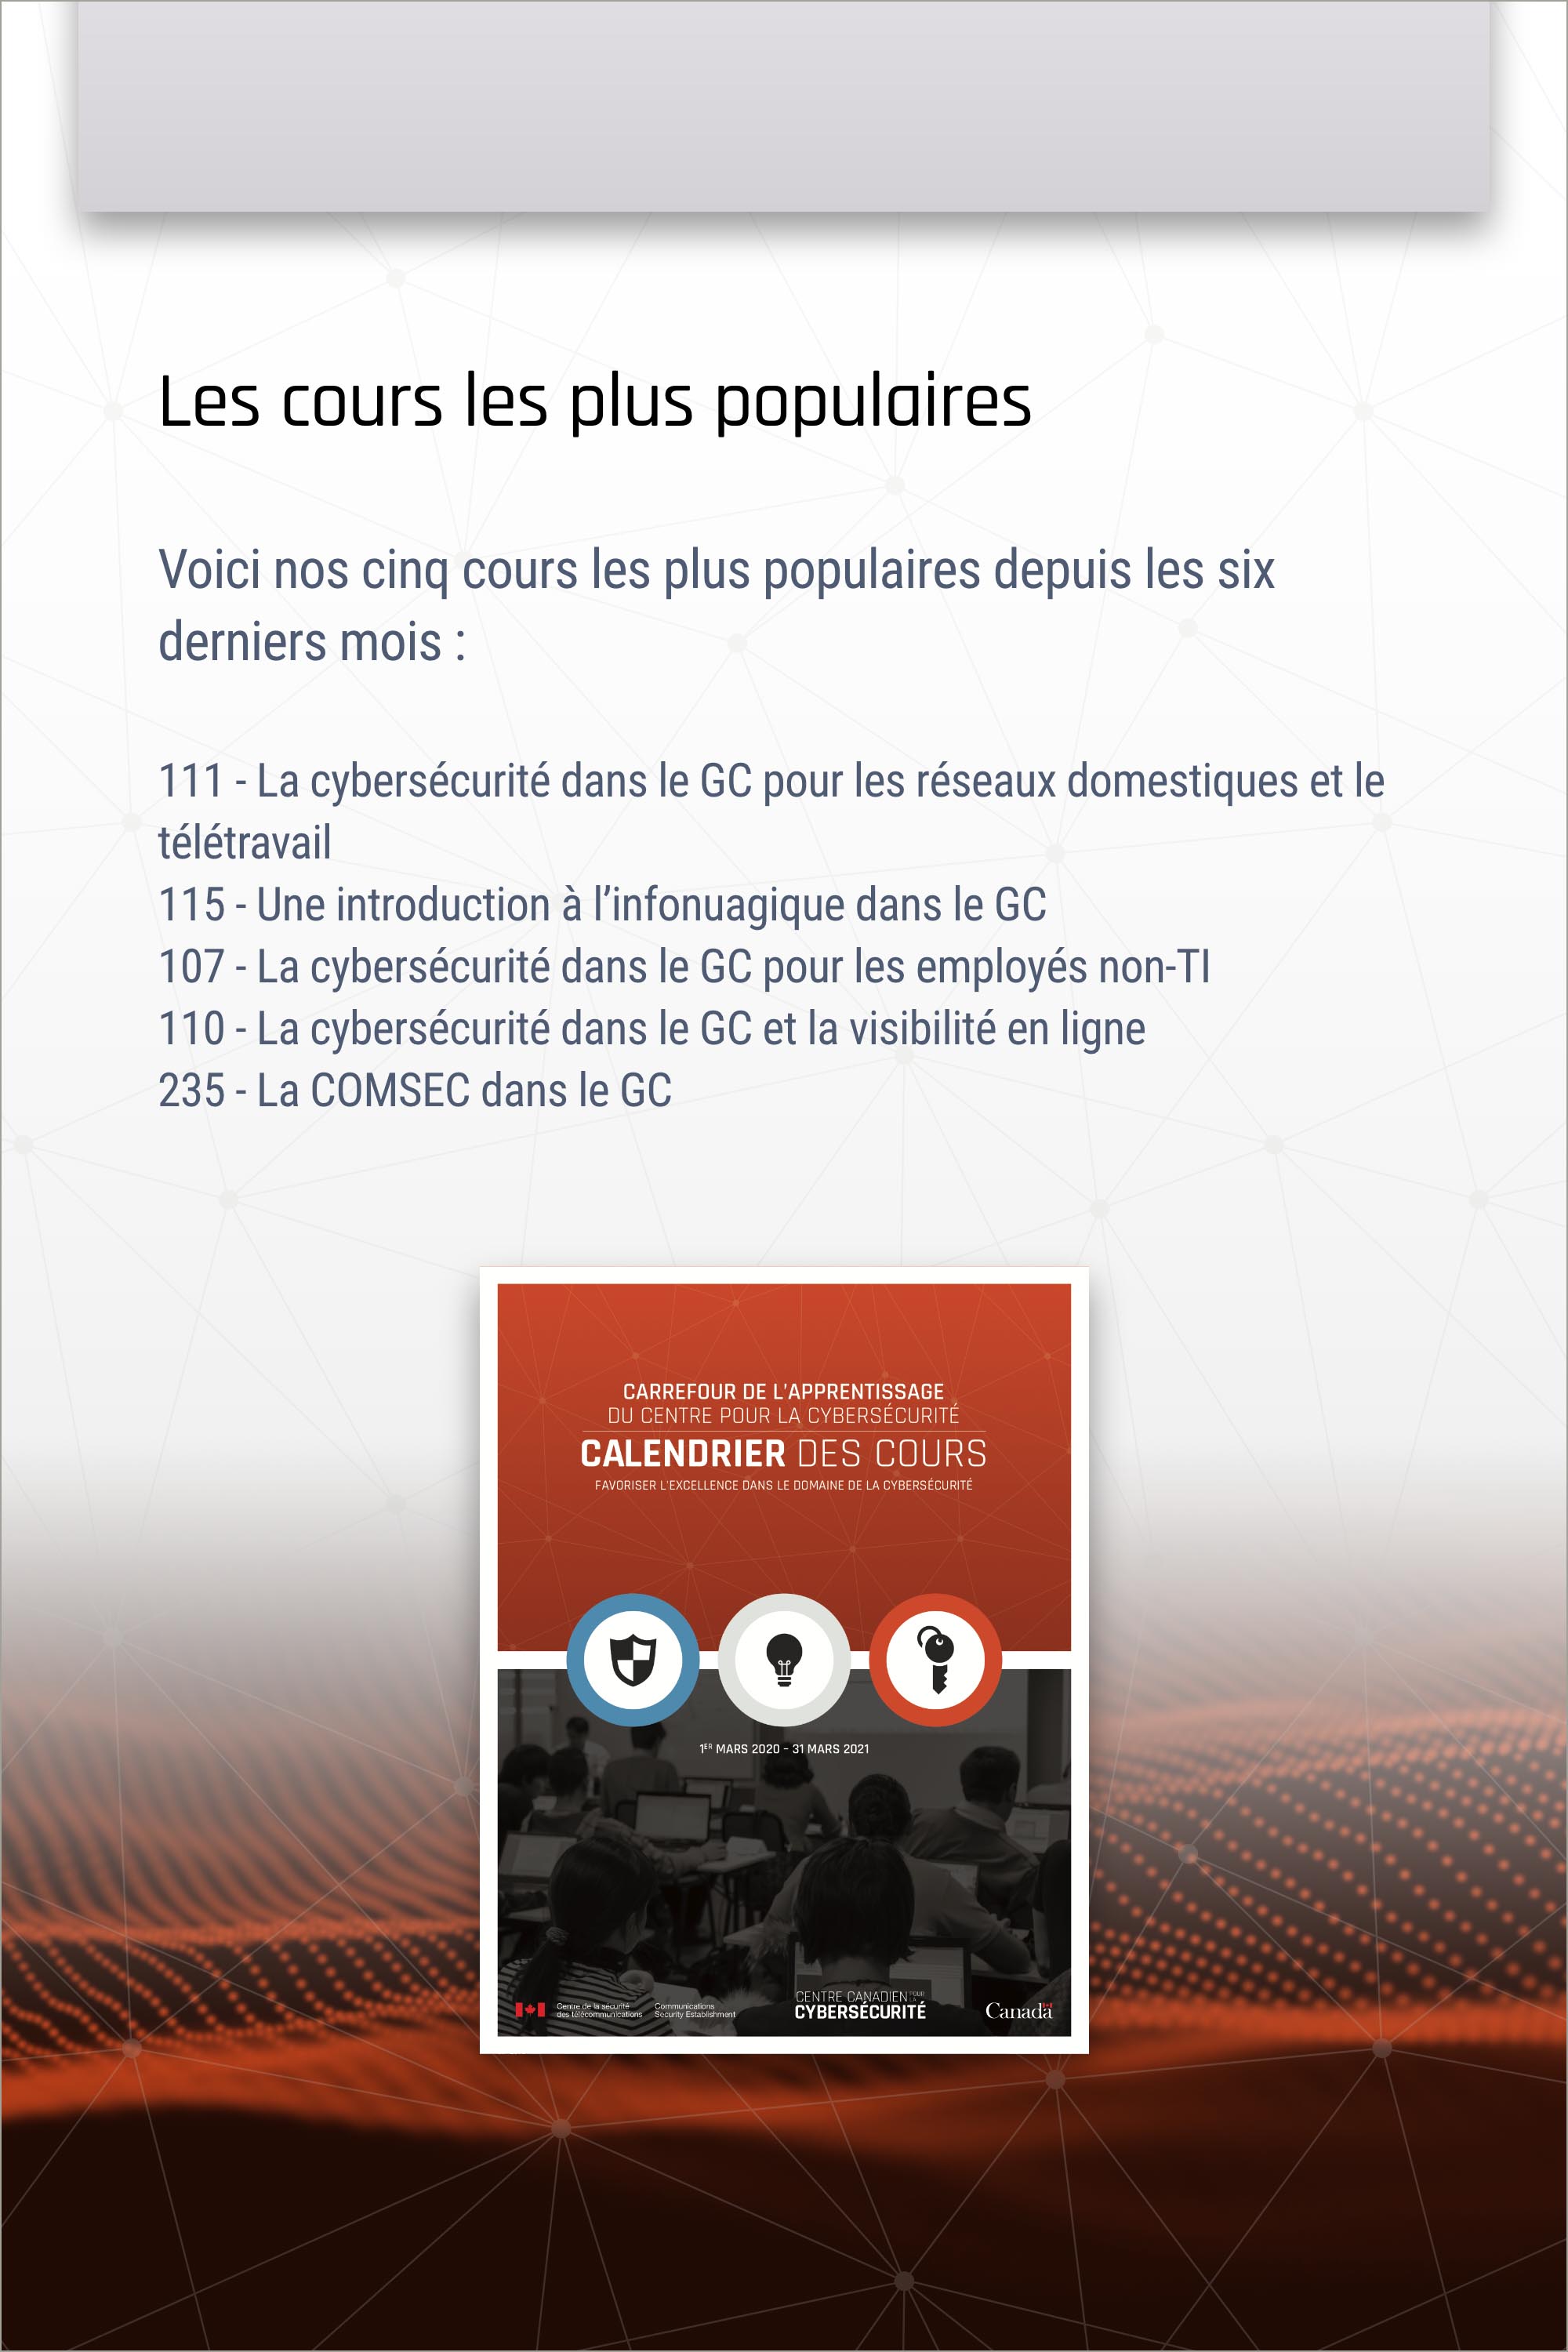 Les cours les plus populaires
Voici nos cinq cours les plus populaires depuis les six
derniers mois :
111 - La cybersécurité dans le GC pour les réseaux domestiques et le
télétravail
115 - Une introduction à l’infonuagique dans le GC
107 - La cybersécurité dans le GC pour les employés non-TI
110 - La cybersécurité dans le GC et la visibilité en ligne
235 - La COMSEC dans le GC
CARREFOUR DE L'APPRENTISSAGE
DU CENTRE POUR LA CYBERSÉCURITÉ
CALENDRIER DES COURS
FAVORISER L'EXCELLENCE DANS LE DOMAINE DE LA CYBERSÉCURITÉ
1ER MARS 2020 - 31 MARS 2021
Centre de la sécurité
des télécommunications
Communications
Security Establishment
CENTRE CANADIEN POUR LA
CYBERSÉCURITÉ
Canada